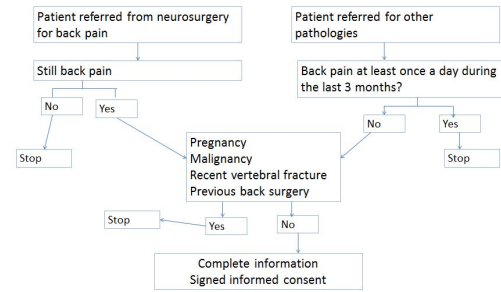 Patient referred from neurosurgery
for back pain
Patient referred for other
pathologies
Still back pain
Back pain at least once a day during
the last 3 months?
No
Yes
No
Yes
Stop
Stop
Pregnancy
Malignancy
Recent vertebral fracture
Previous back surgery
Stop
Yes
No
Complete information
Signed informed consent